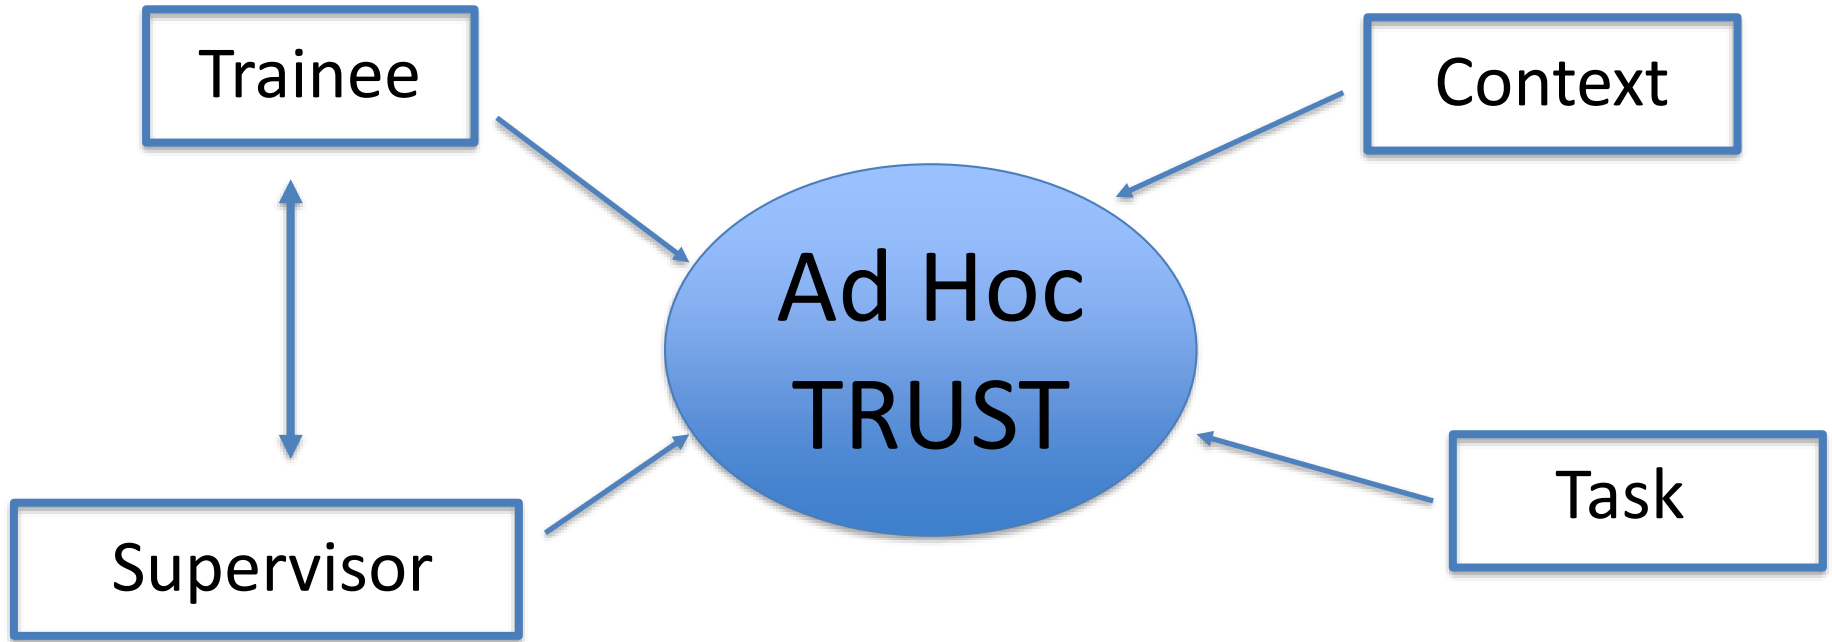 Trainee
Context
Ad Hoc
TRUST
Task
Supervisor